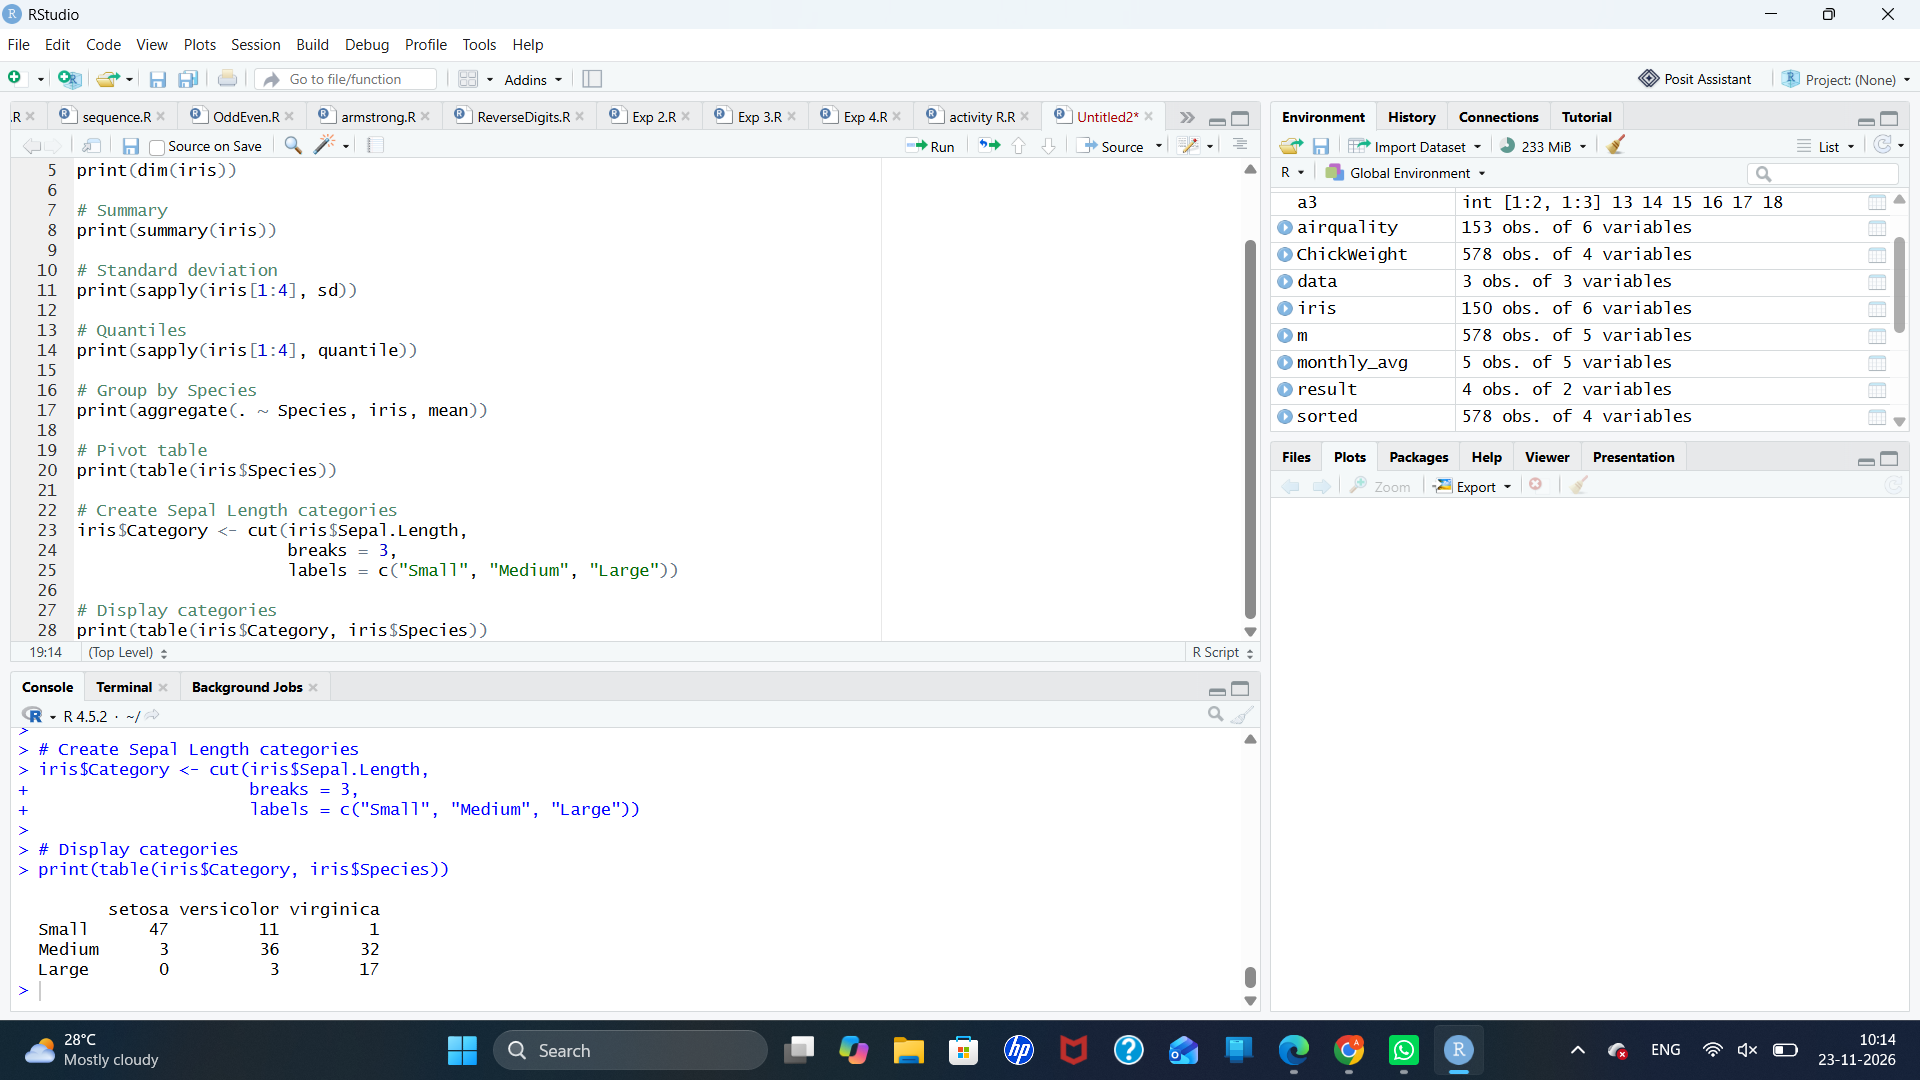 RStudio
File Edit Code View Plots Session Build Debug Profile Tools Help
Go to file/function Addins Posit Assistant Project: (None)
.R sequence.R OddEven.R armstrong.R ReverseDigits.R Exp 2.R Exp 3.R Exp 4.R activity R.R Untitled2*
Source on Save Run Source
5 print(dim(iris))
6
7 # Summary
8 print(summary(iris))
9
10 # Standard deviation
11 print(sapply(iris[1:4], sd))
12
13 # Quantiles
14 print(sapply(iris[1:4], quantile))
15
16 # Group by Species
17 print(aggregate(. ~ Species, iris, mean))
18
19 # Pivot table
20 print(table(iris$Species))
21
22 # Create Sepal Length categories
23 iris$Category <- cut(iris$Sepal.Length,
24 breaks = 3,
25 labels = c("Small", "Medium", "Large"))
26
27 # Display categories
28 print(table(iris$Category, iris$Species))
19:14 (Top Level) R Script
Console Terminal Background Jobs
R 4.5.2 · ~/
>
> # Create Sepal Length categories
> iris$Category <- cut(iris$Sepal.Length,
+ breaks = 3,
+ labels = c("Small", "Medium", "Large"))
>
> # Display categories
> print(table(iris$Category, iris$Species))
setosa versicolor virginica
Small 47 11 1
Medium 3 36 32
Large 0 3 17
>
Environment History Connections Tutorial
Import Dataset 233 MiB List
R Global Environment
a3 int [1:2, 1:3] 13 14 15 16 17 18
airquality 153 obs. of 6 variables
ChickWeight 578 obs. of 4 variables
data 3 obs. of 3 variables
iris 150 obs. of 6 variables
m 578 obs. of 5 variables
monthly_avg 5 obs. of 5 variables
result 4 obs. of 2 variables
sorted 578 obs. of 4 variables
Files Plots Packages Help Viewer Presentation
Zoom Export
28°C
Mostly cloudy
Search
ENG
10:14
23-11-2026